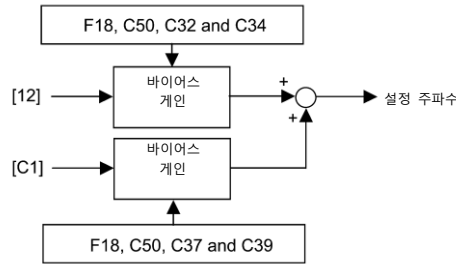 F18, C50, C32 and C34
바이어스
게인
[12]
+
설정 주파수
+
바이어스
게인
[C1]
F18, C50, C37 and C39